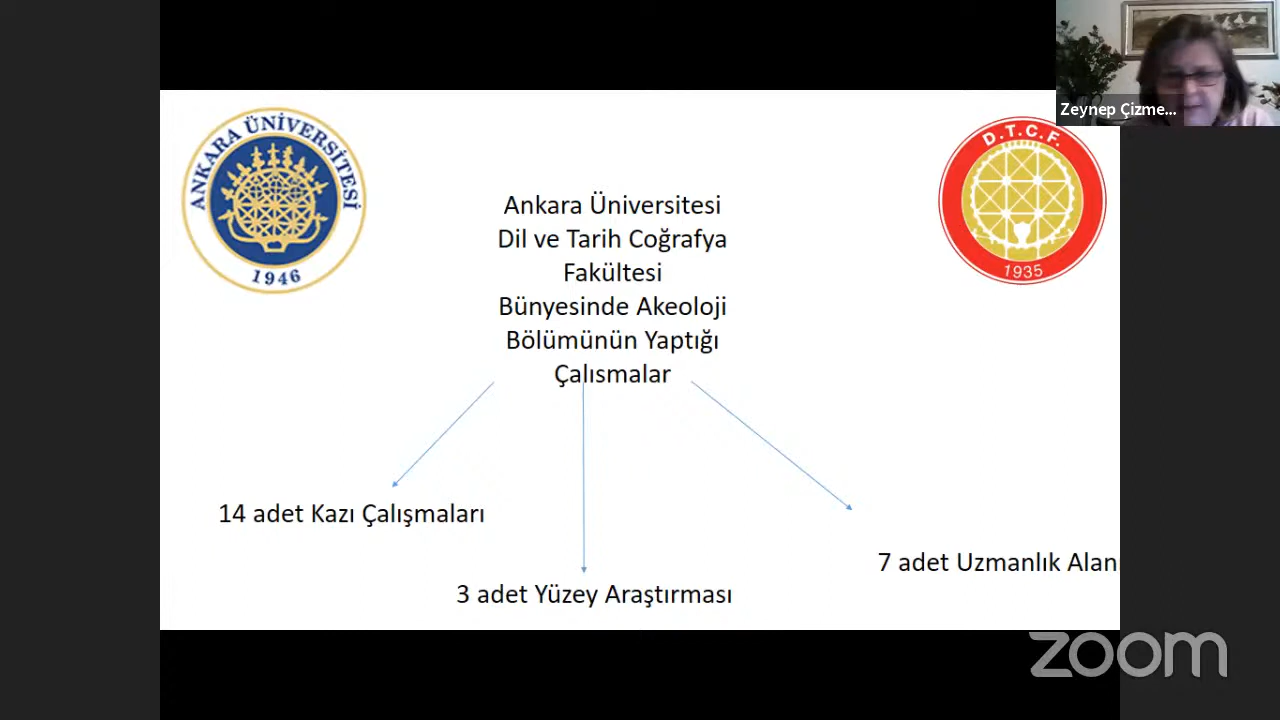 Zeynep Çizme...
ANKARA ÜNİVERSİTESİ
1946
D.T.C.F.
1935
Ankara Üniversitesi
Dil ve Tarih Coğrafya
Fakültesi
Bünyesinde Akeoloji
Bölümünün Yaptığı
Çalısmalar
14 adet Kazı Çalışmaları
7 adet Uzmanlık Alan
3 adet Yüzey Araştırması
zoom